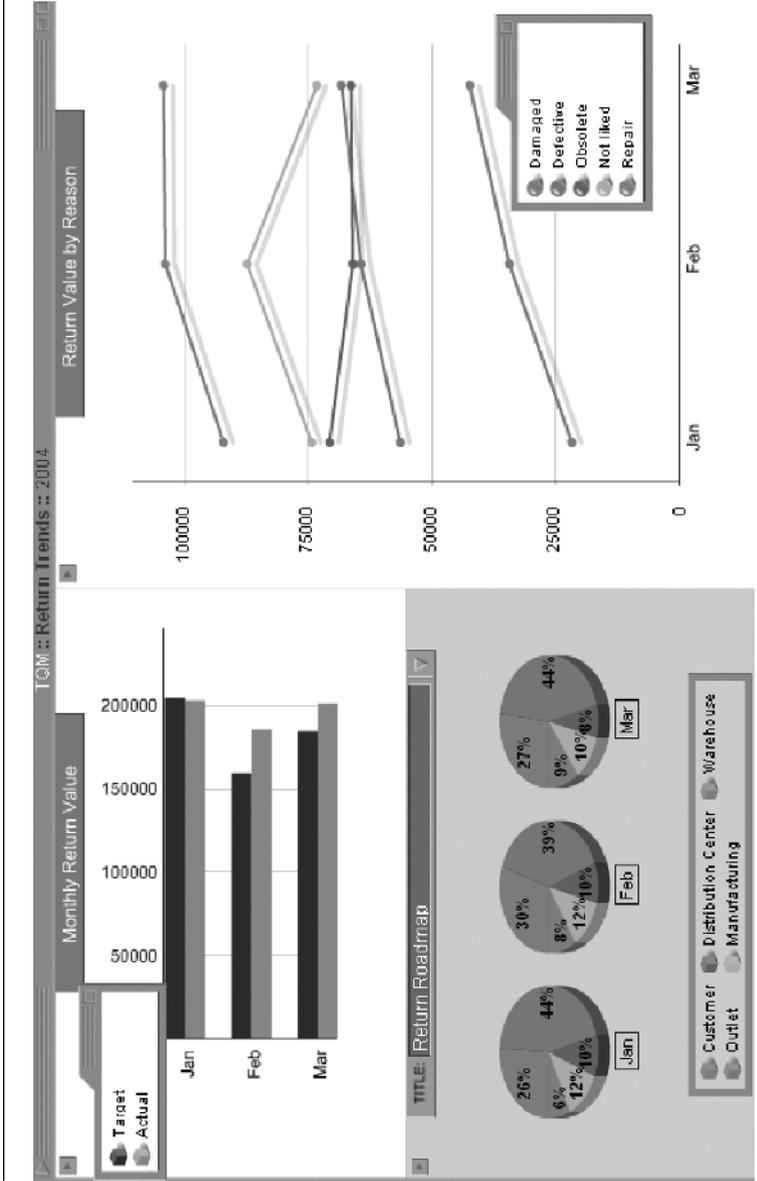 TQM :: Return Trends :: 2004
Monthly Return Value
200000
150000
100000
50000
Jan
Feb
Mar
Target
Actual
TITLE: Return Roadmap
26%
44%
6%
12%
10%
Jan
30%
39%
8%
12%
10%
Feb
27%
44%
9%
10%
8%
Mar
Customer Distribution Center Warehouse
Outlet Manufacturing
Return Value by Reason
100000
75000
50000
25000
0
Jan
Feb
Mar
Damaged
Defective
Obsolete
Not liked
Repair